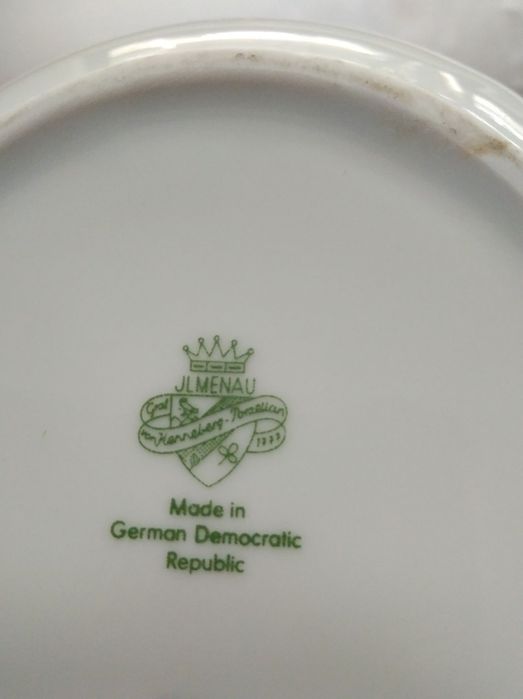 JLMENAU
Graf
von Henneberg-Porzellan
1777
Made in
German Democratic
Republic